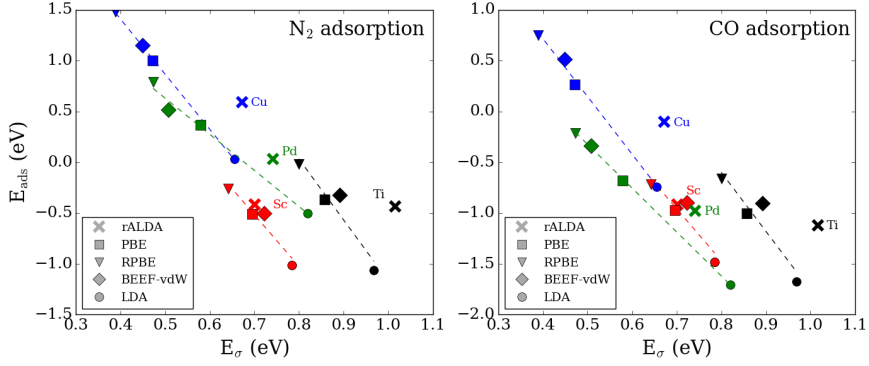 N₂ adsorption
1.5
1.0
0.5
0.0
−0.5
−1.0
−1.5
E_ads (eV)
Cu
Pd
Ti
Sc
rALDA
PBE
RPBE
BEEF-vdW
LDA
0.3 0.4 0.5 0.6 0.7 0.8 0.9 1.0 1.1
E_σ (eV)
CO adsorption
1.0
0.5
0.0
−0.5
−1.0
−1.5
−2.0
Cu
Sc
Pd
Ti
rALDA
PBE
RPBE
BEEF-vdW
LDA
0.3 0.4 0.5 0.6 0.7 0.8 0.9 1.0 1.1
E_σ (eV)